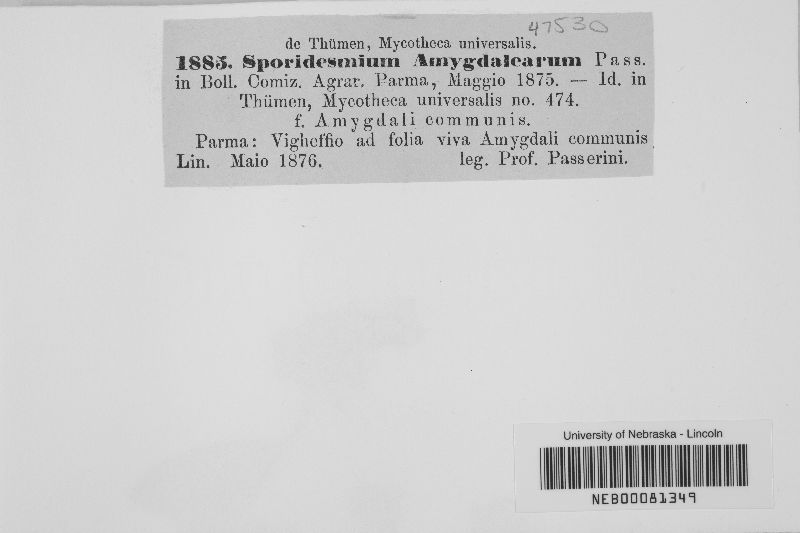 47530
de Thümen, Mycotheca universalis.
1885. Sporidesmium Amygdalearum Pass.
in Boll. Comiz. Agrar. Parma, Maggio 1875. — Id. in
Thümen, Mycotheca universalis no. 474.
f. Amygdali communis.
Parma: Vigheffio ad folia viva Amygdali communis
Lin. Maio 1876. leg. Prof. Passerini.
University of Nebraska - Lincoln
NEB00081349